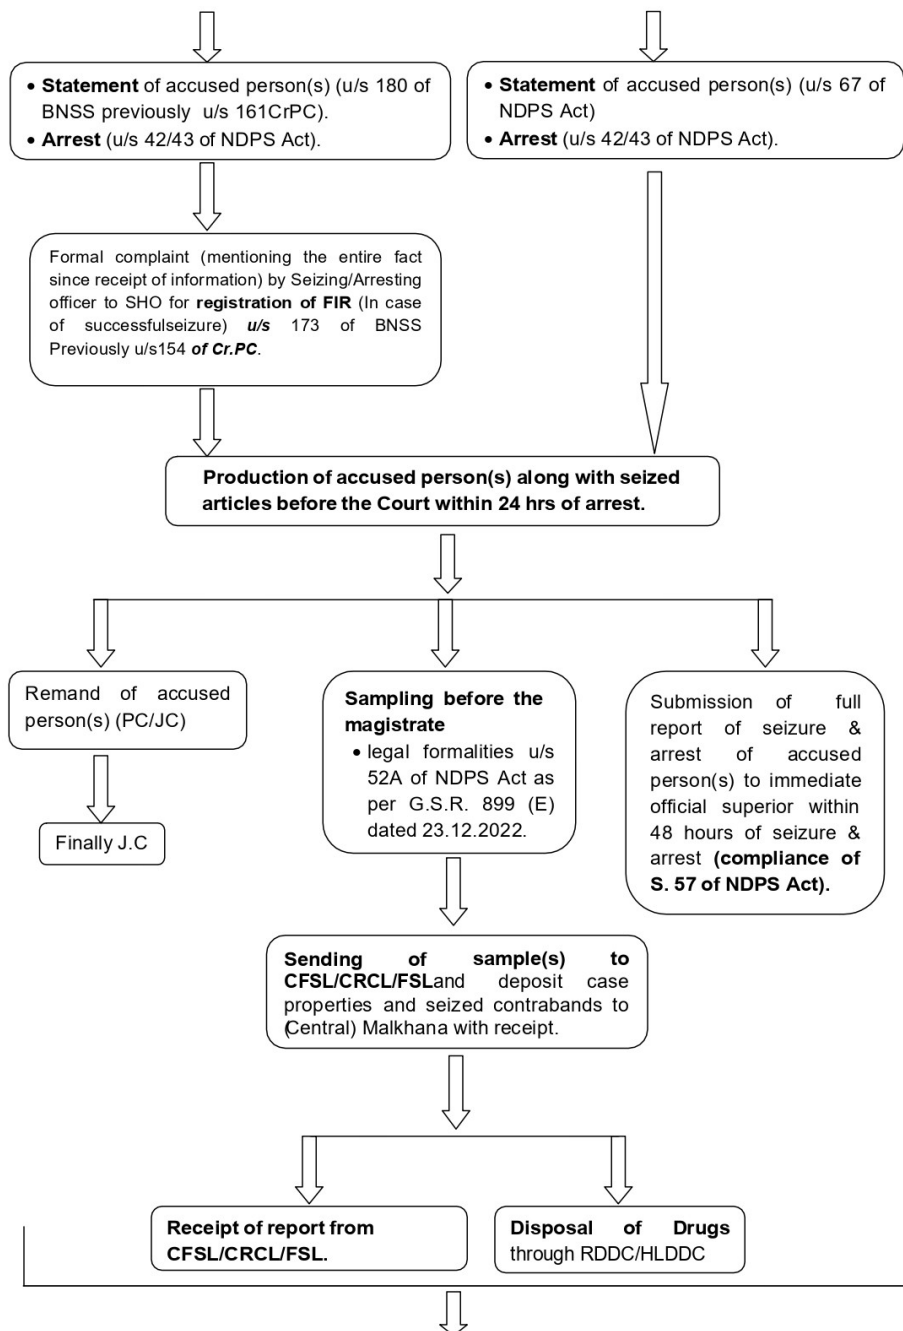 • Statement of accused person(s) (u/s 180 of
BNSS previously u/s 161CrPC).
• Arrest (u/s 42/43 of NDPS Act).
• Statement of accused person(s) (u/s 67 of
NDPS Act)
• Arrest (u/s 42/43 of NDPS Act).
Formal complaint (mentioning the entire fact
since receipt of information) by Seizing/Arresting
officer to SHO for registration of FIR (In case
of successfulseizure) u/s 173 of BNSS
Previously u/s154 of Cr.PC.
Production of accused person(s) along with seized
articles before the Court within 24 hrs of arrest.
Remand of accused
person(s) (PC/JC)
Finally J.C
Sampling before the
magistrate
• legal formalities u/s
52A of NDPS Act as
per G.S.R. 899 (E)
dated 23.12.2022.
Submission of full
report of seizure &
arrest of accused
person(s) to immediate
official superior within
48 hours of seizure &
arrest (compliance of
S. 57 of NDPS Act).
Sending of sample(s) to
CFSL/CRCL/FSLand deposit case
properties and seized contrabands to
(Central) Malkhana with receipt.
Receipt of report from
CFSL/CRCL/FSL.
Disposal of Drugs
through RDDC/HLDDC